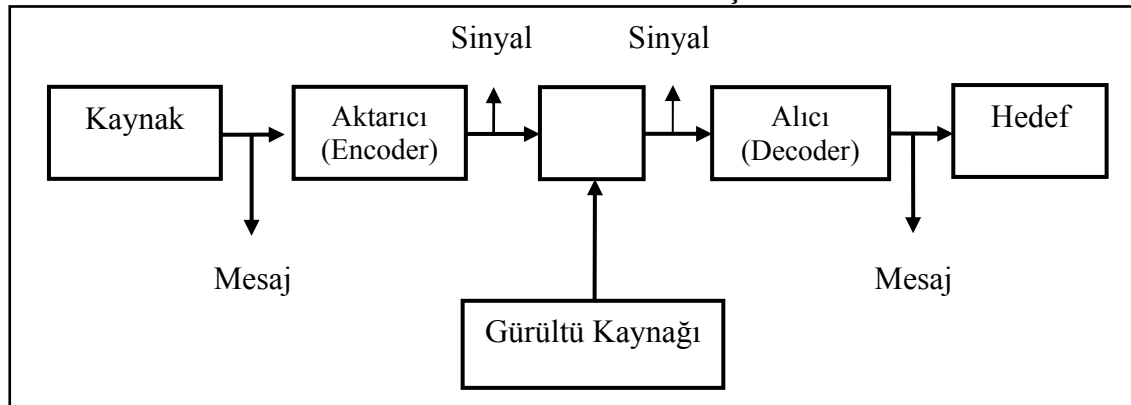 Sinyal Sinyal
Kaynak Aktarıcı Alıcı Hedef
(Encoder) (Decoder)
Mesaj Mesaj
Gürültü Kaynağı